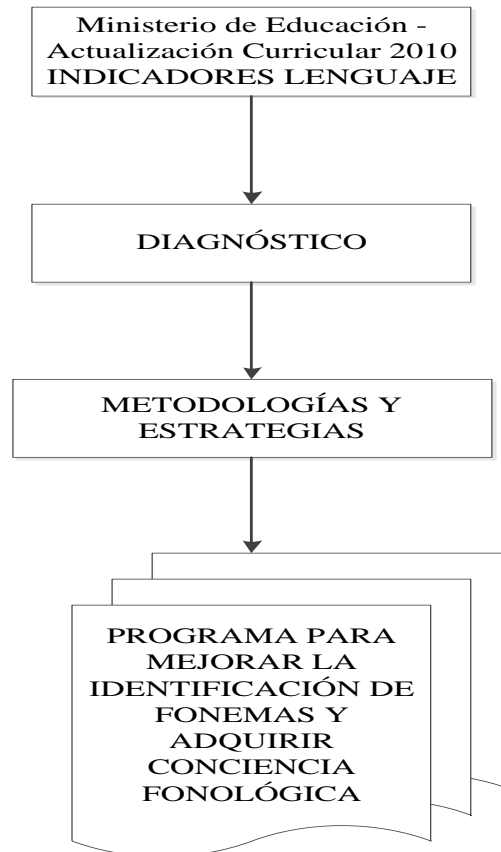 Ministerio de Educación -
Actualización Curricular 2010
INDICADORES LENGUAJE
DIAGNÓSTICO
METODOLOGÍAS Y
ESTRATEGIAS
PROGRAMA PARA
MEJORAR LA
IDENTIFICACIÓN DE
FONEMAS Y
ADQUIRIR
CONCIENCIA
FONOLÓGICA